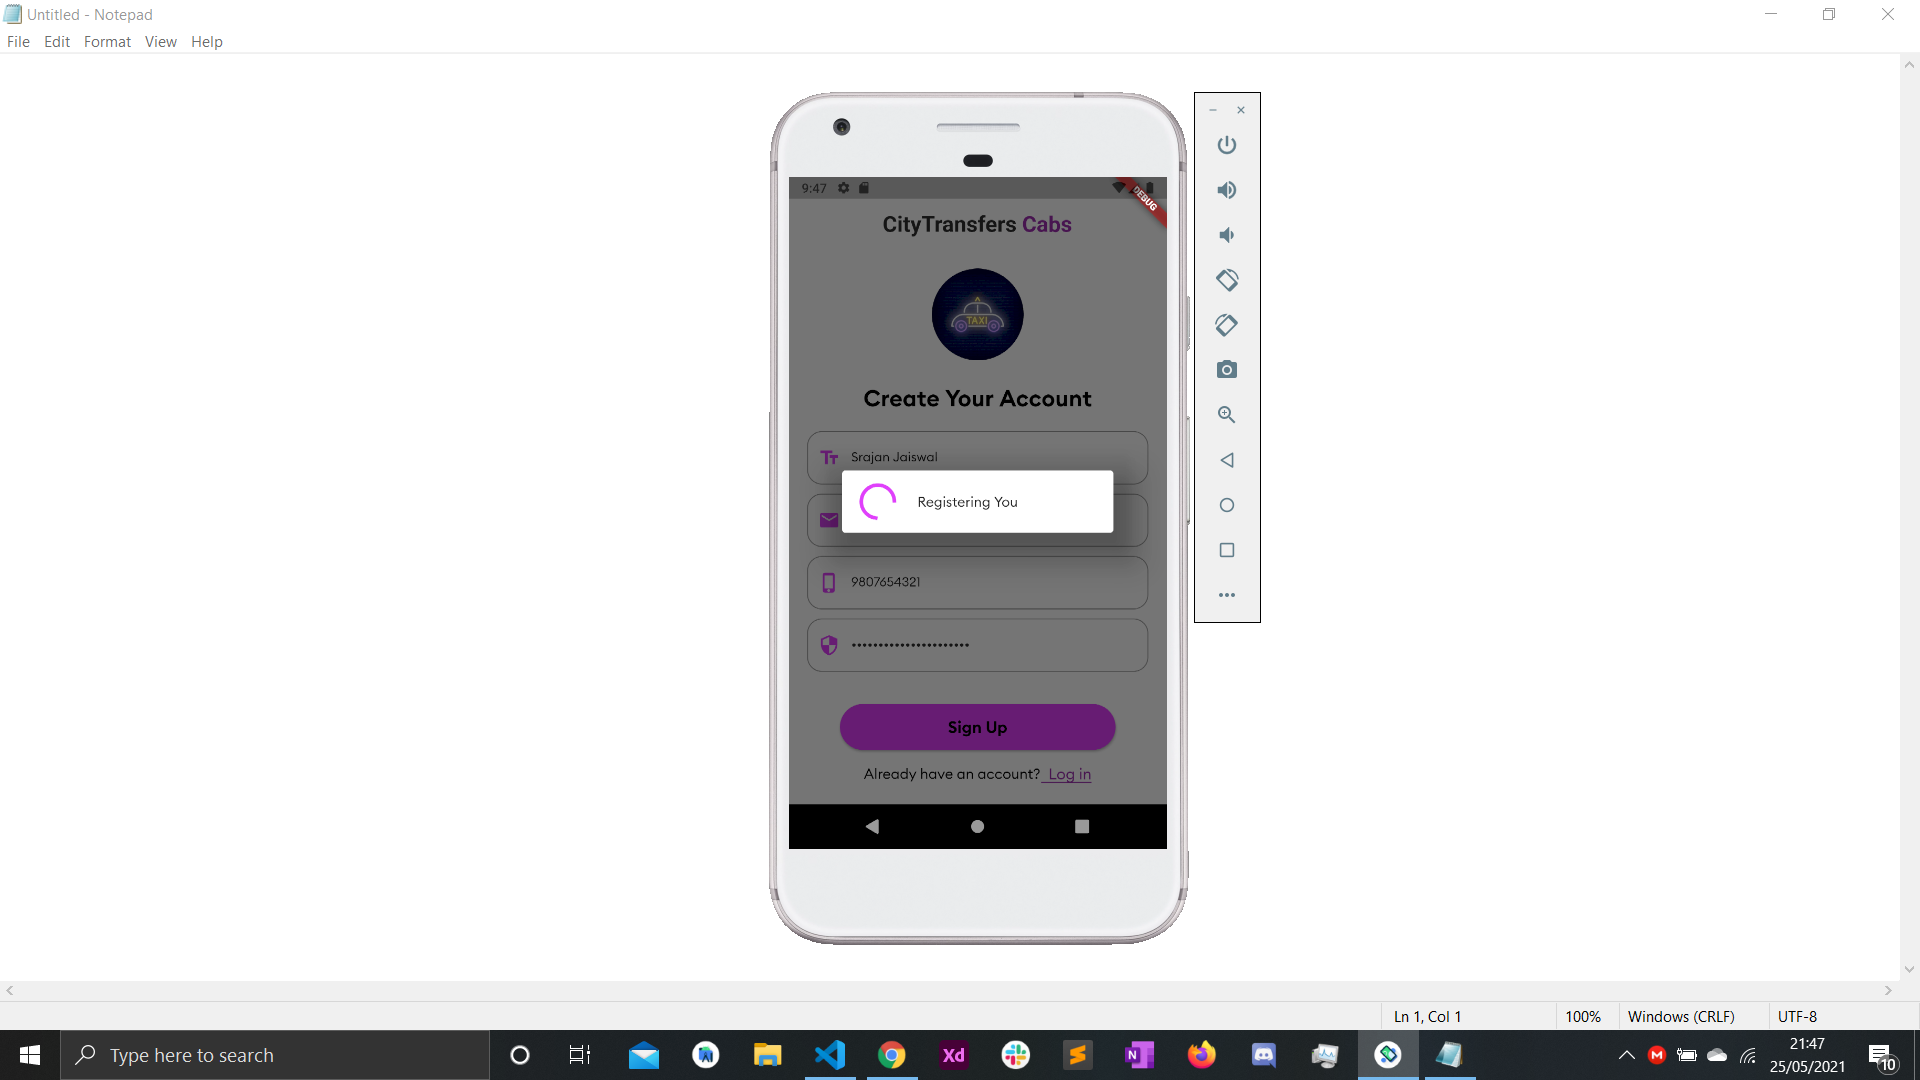 Untitled - Notepad
File Edit Format View Help
9:47
DEBUG
CityTransfers Cabs
TAXI
Create Your Account
Srajan Jaiswal
Registering You
9807654321
••••••••••••••••••••••
Sign Up
Already have an account? Log in
Ln 1, Col 1 100% Windows (CRLF) UTF-8
Type here to search
Xd
N
M
21:47
25/05/2021
10